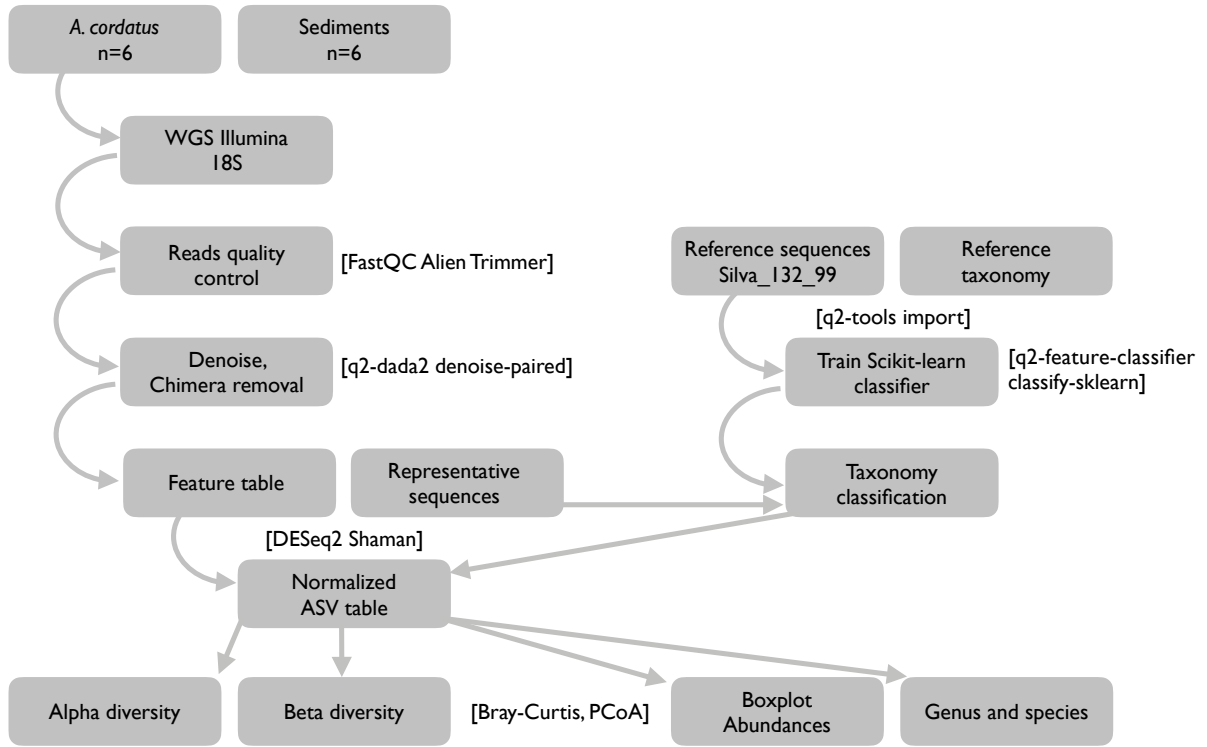 A. cordatus
n=6
Sediments
n=6
WGS Illumina
18S
Reads quality
control
[FastQC Alien Trimmer]
Reference sequences
Silva_132_99
Reference
taxonomy
[q2-tools import]
Denoise,
Chimera removal
[q2-dada2 denoise-paired]
Train Scikit-learn
classifier
[q2-feature-classifier
classify-sklearn]
Feature table
Representative
sequences
Taxonomy
classification
[DESeq2 Shaman]
Normalized
ASV table
Alpha diversity
Beta diversity
[Bray-Curtis, PCoA]
Boxplot
Abundances
Genus and species